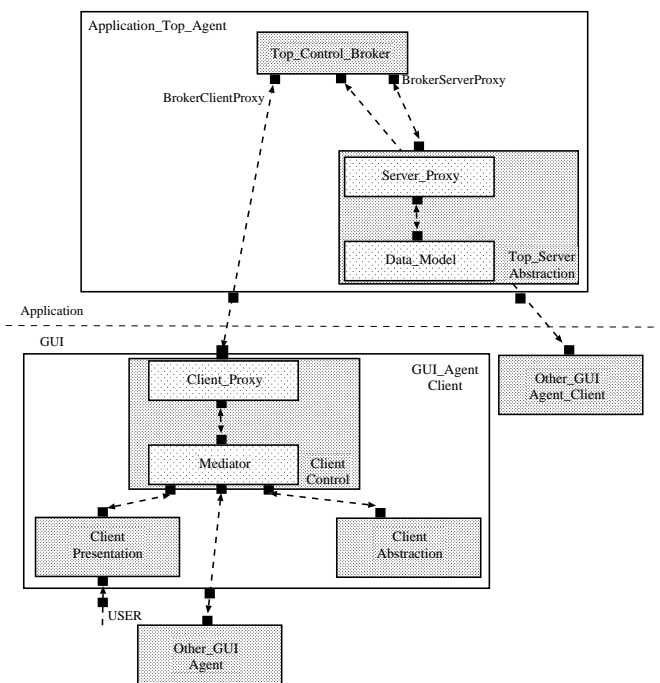 Application_Top_Agent
Top_Control_Broker
BrokerServerProxy
BrokerClientProxy
Server_Proxy
Data_Model
Top_Server
Abstraction
Application
GUI
GUI_Agent
Client
Client_Proxy
Other_GUI
Agent_Client
Mediator
Client
Control
Client
Presentation
Client
Abstraction
USER
Other_GUI
Agent